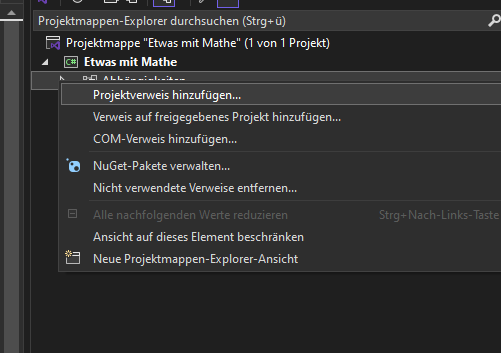 Projektmappen-Explorer durchsuchen (Strg+ü)
Projektmappe "Etwas mit Mathe" (1 von 1 Projekt)
C# Etwas mit Mathe
Abhängigkeiten
Projektverweis hinzufügen...
Verweis auf freigegebenes Projekt hinzufügen...
COM-Verweis hinzufügen...
NuGet-Pakete verwalten...
Nicht verwendete Verweise entfernen...
Alle nachfolgenden Werte reduzieren Strg+Nach-Links-Taste
Ansicht auf dieses Element beschränken
Neue Projektmappen-Explorer-Ansicht